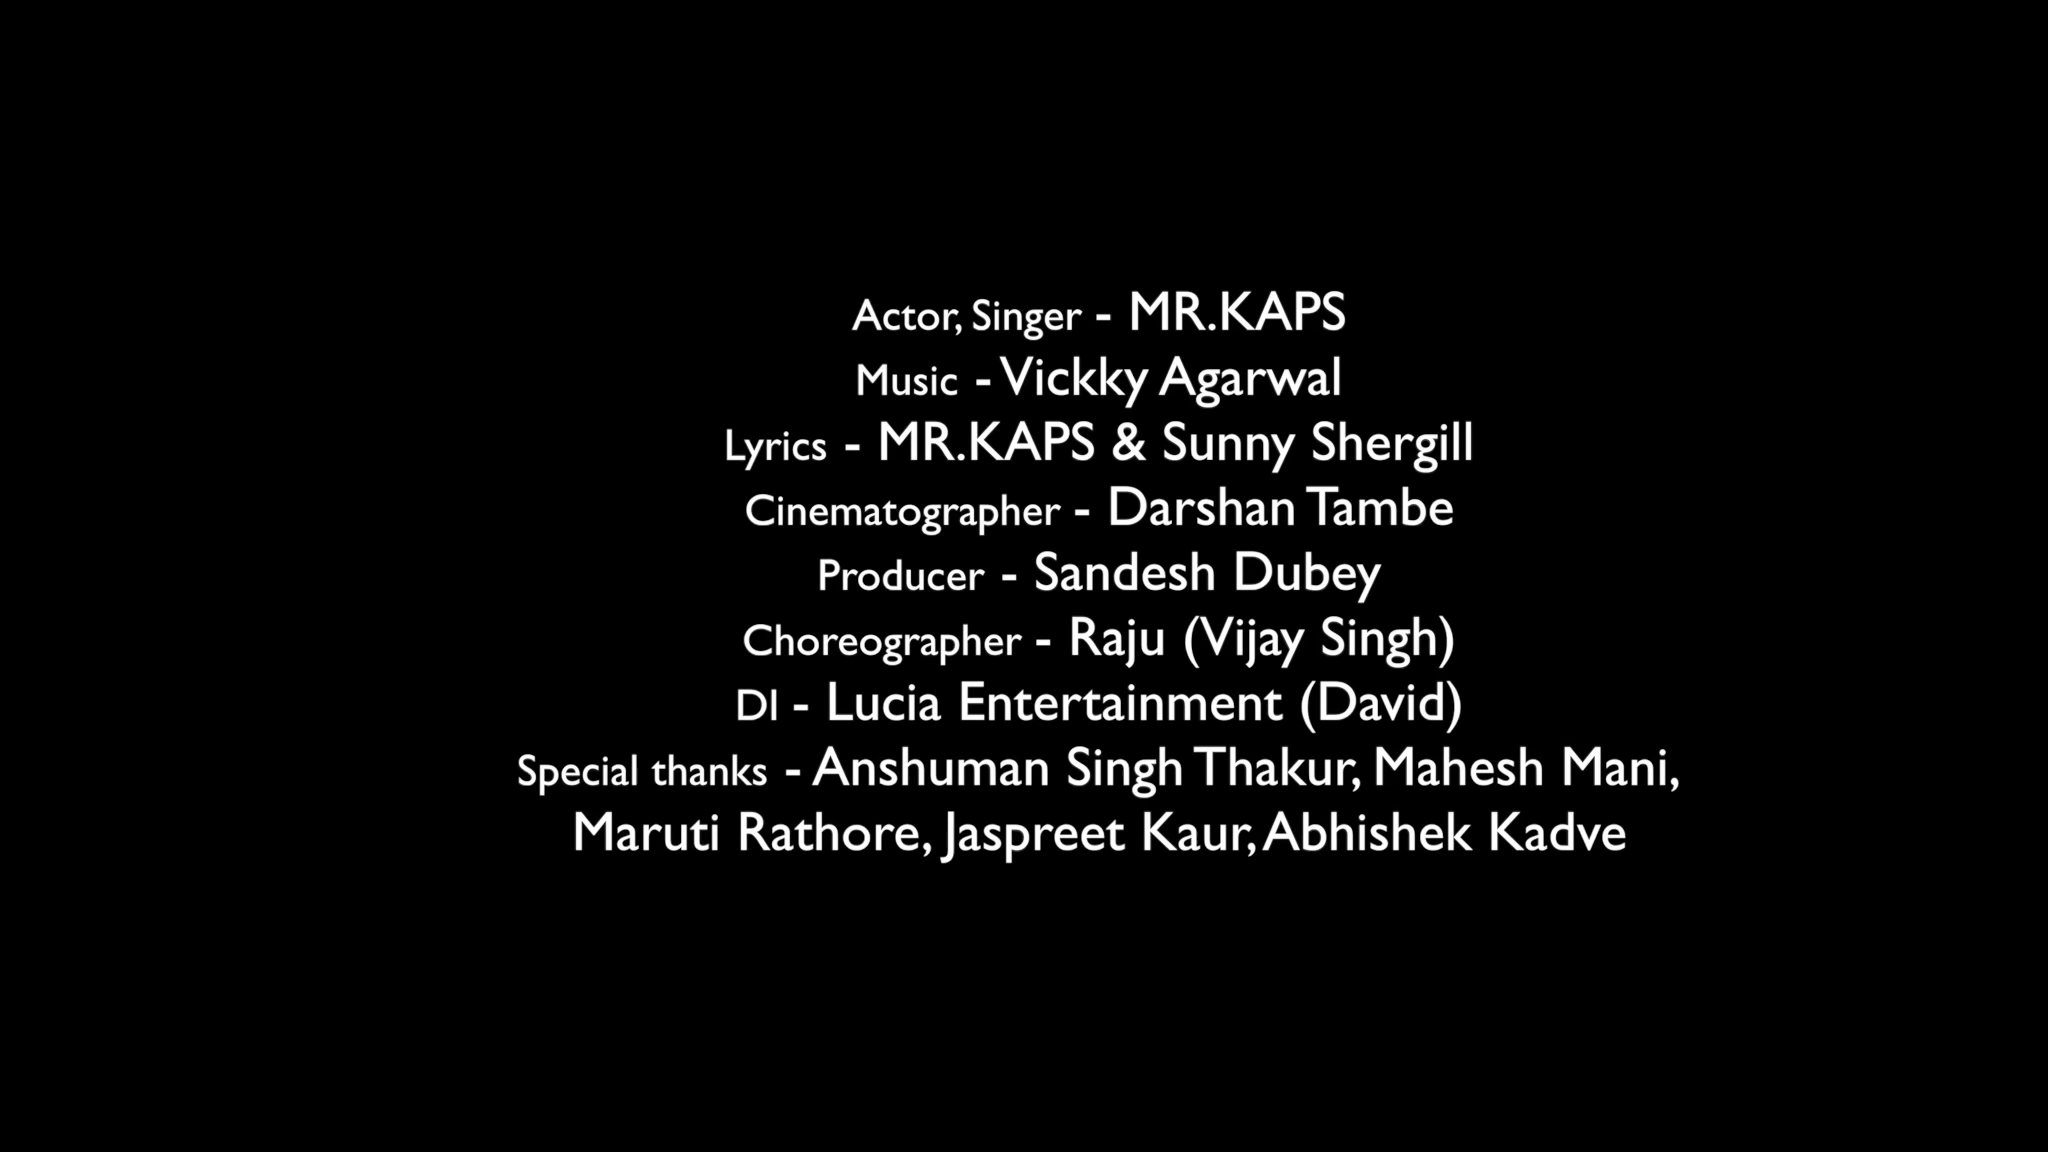 Actor, Singer - MR.KAPS
Music - Vickky Agarwal
Lyrics - MR.KAPS & Sunny Shergill
Cinematographer - Darshan Tambe
Producer - Sandesh Dubey
Choreographer - Raju (Vijay Singh)
DI - Lucia Entertainment (David)
Special thanks - Anshuman Singh Thakur, Mahesh Mani,
Maruti Rathore, Jaspreet Kaur, Abhishek Kadve